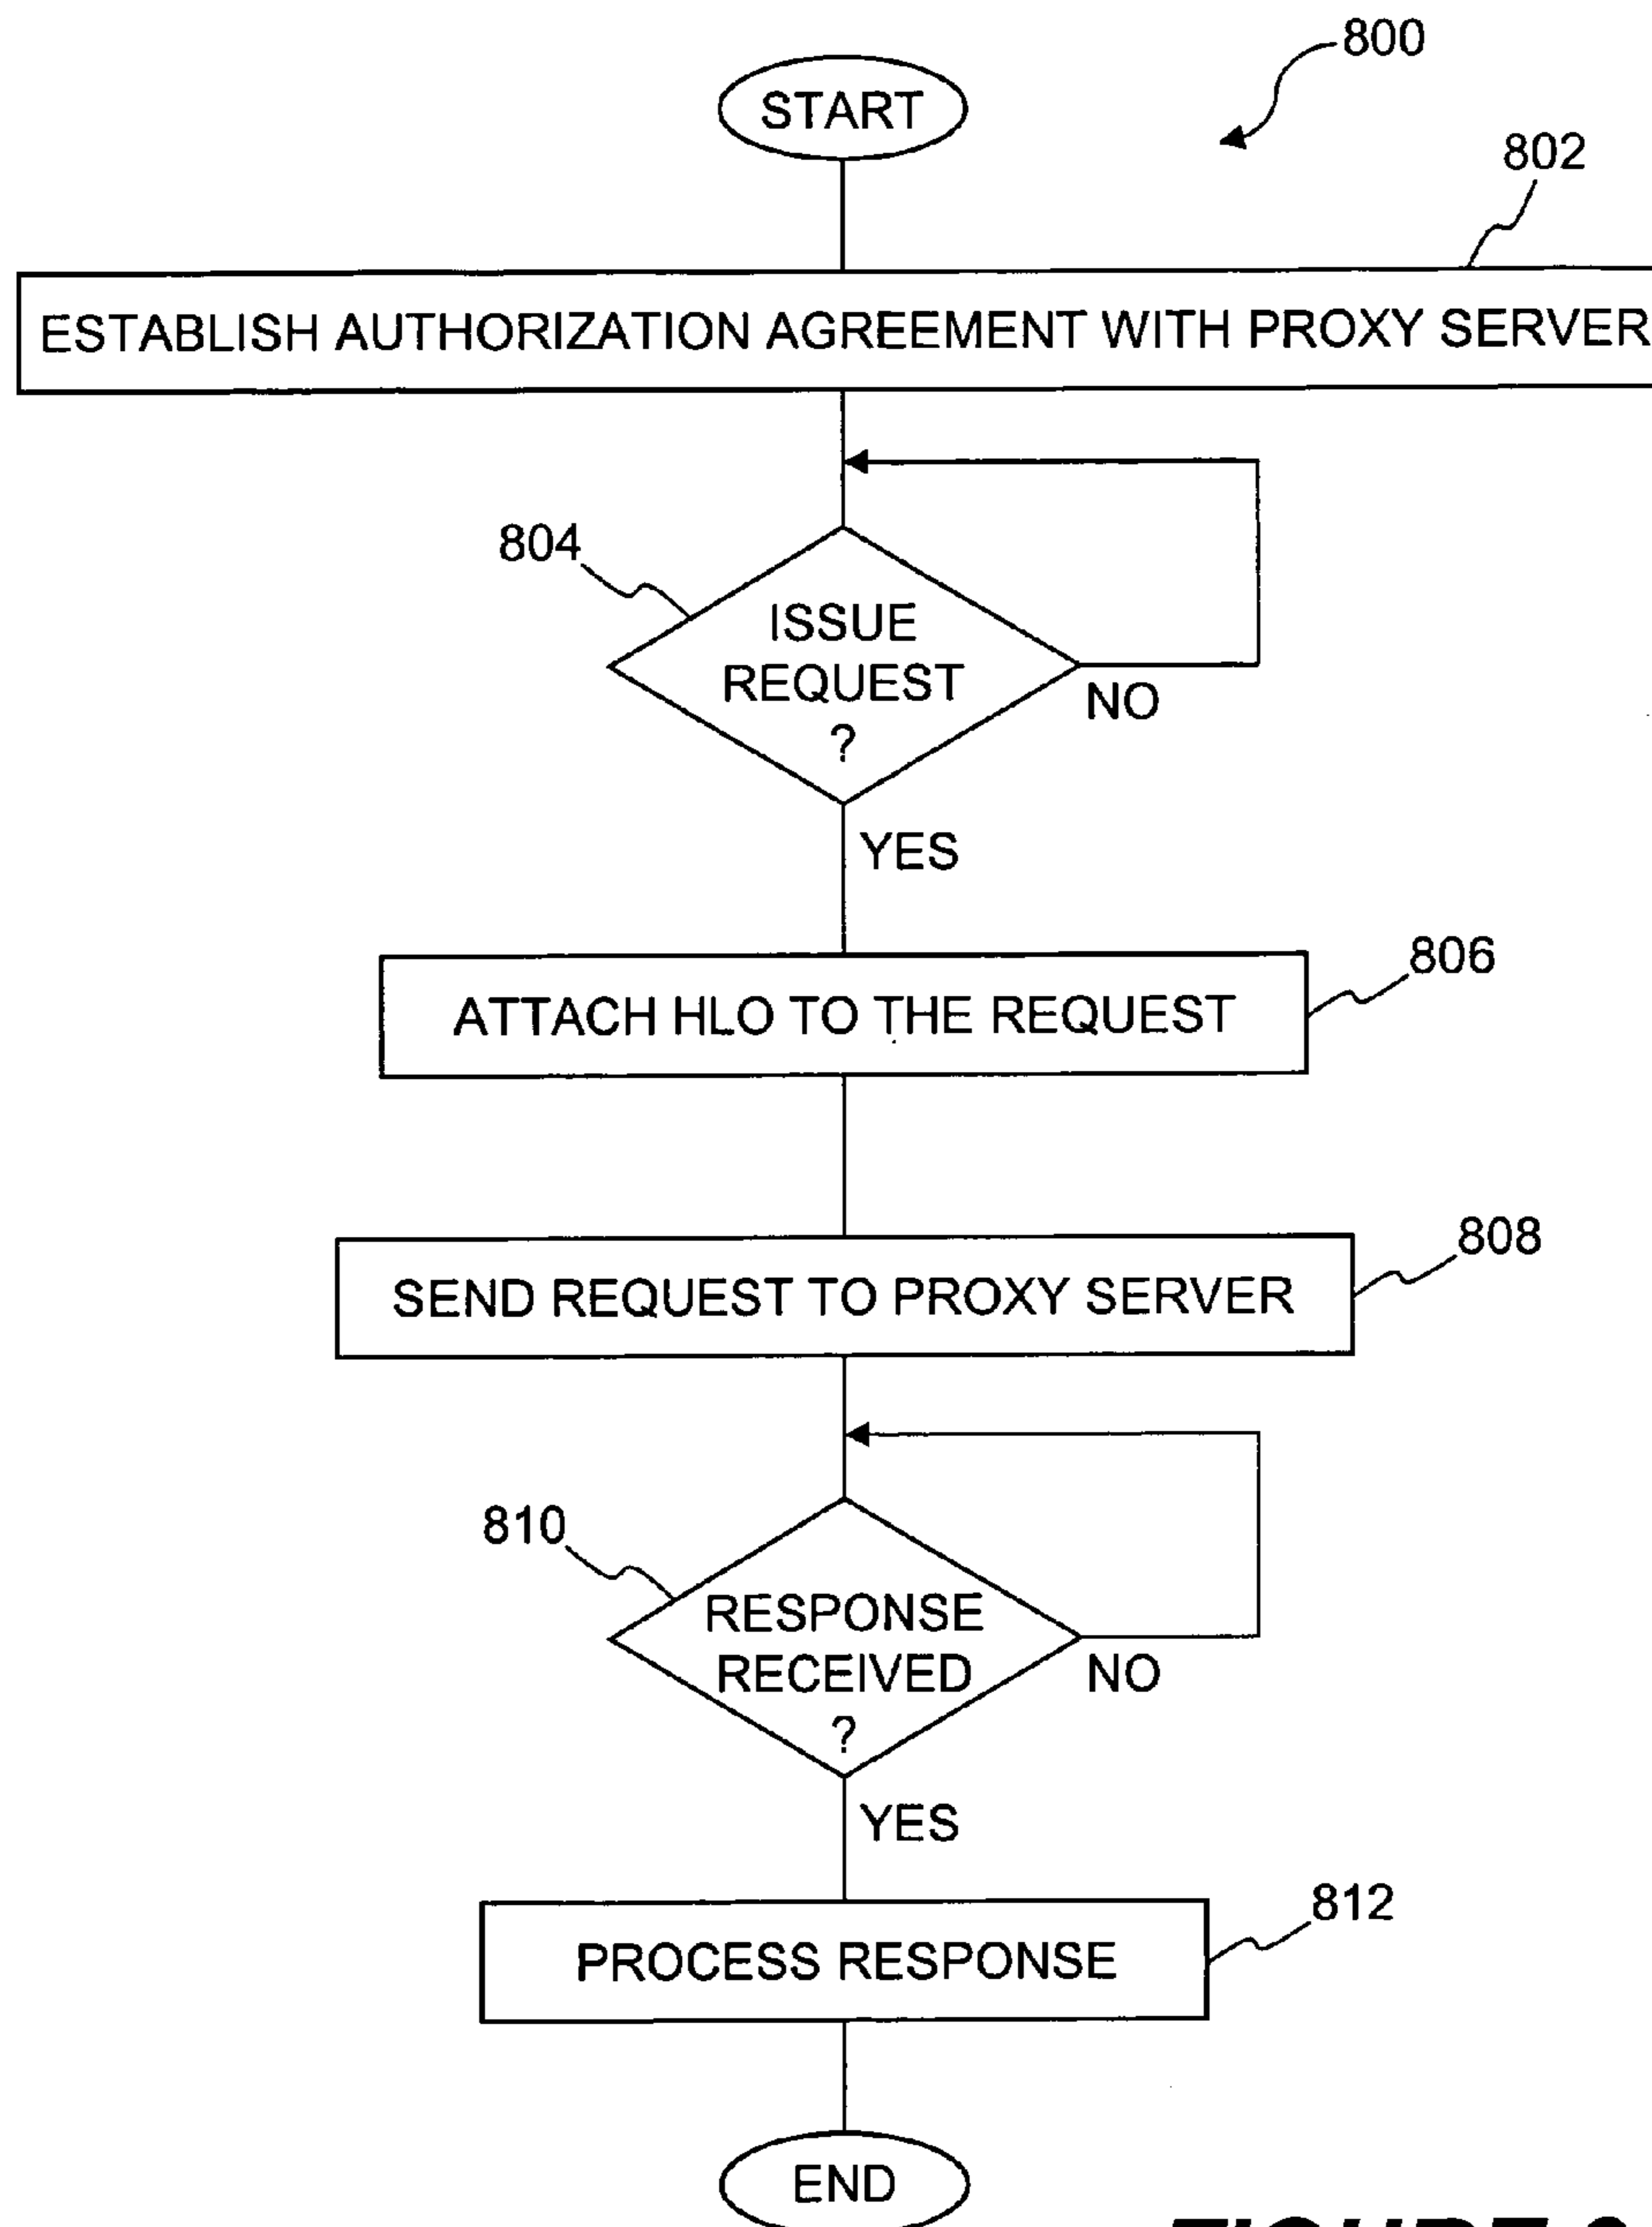 800
START
802
ESTABLISH AUTHORIZATION AGREEMENT WITH PROXY SERVER
804
ISSUE
REQUEST
?
NO
YES
806
ATTACH HLO TO THE REQUEST
808
SEND REQUEST TO PROXY SERVER
810
RESPONSE
RECEIVED
?
NO
YES
812
PROCESS RESPONSE
END